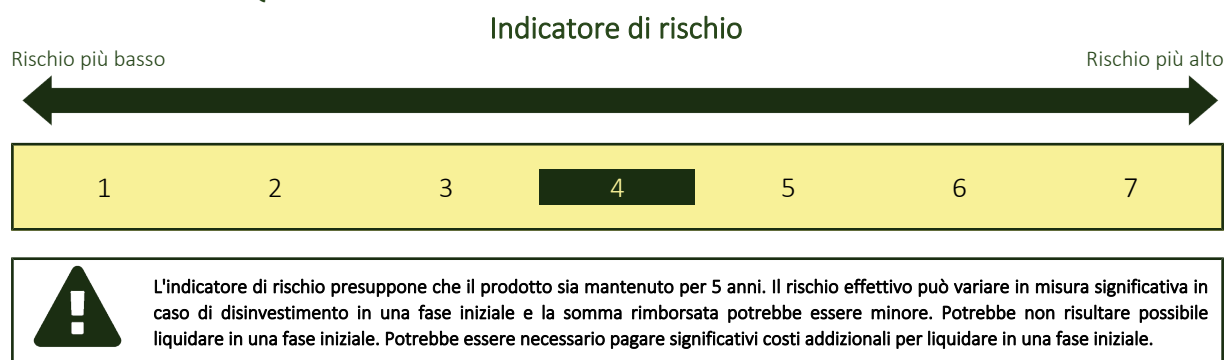 Indicatore di rischio
Rischio più basso
Rischio più alto
1 2 3 4 5 6 7
L'indicatore di rischio presuppone che il prodotto sia mantenuto per 5 anni. Il rischio effettivo può variare in misura significativa in
caso di disinvestimento in una fase iniziale e la somma rimborsata potrebbe essere minore. Potrebbe non risultare possibile
liquidare in una fase iniziale. Potrebbe essere necessario pagare significativi costi addizionali per liquidare in una fase iniziale.